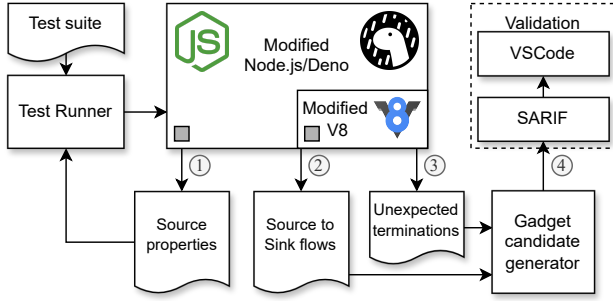 Test suite
Test Runner
JS
Modified
Node.js/Deno
Modified
V8
8
Validation
VSCode
SARIF
1
2
3
4
Source
properties
Source to
Sink flows
Unexpected
terminations
Gadget
candidate
generator